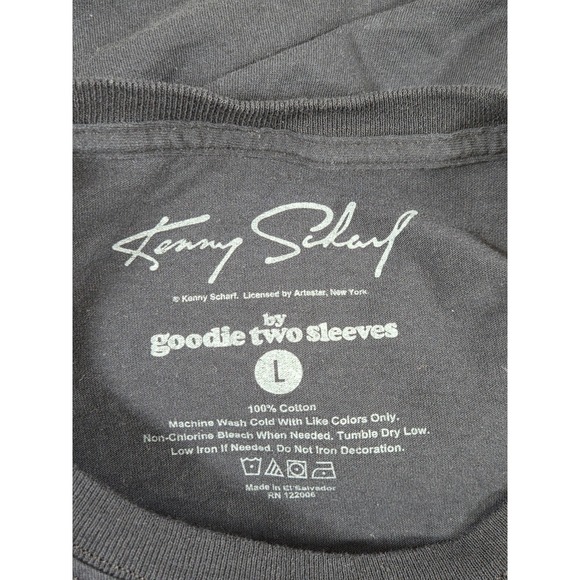 Kenny Scharf
© Kenny Scharf. Licensed by Artestar, New York
by
goodie two sleeves
L
100% Cotton
Machine Wash Cold With Like Colors Only.
Non-Chlorine Bleach When Needed. Tumble Dry Low.
Low Iron If Needed. Do Not Iron Decoration.
Made in El Salvador
RN 122006